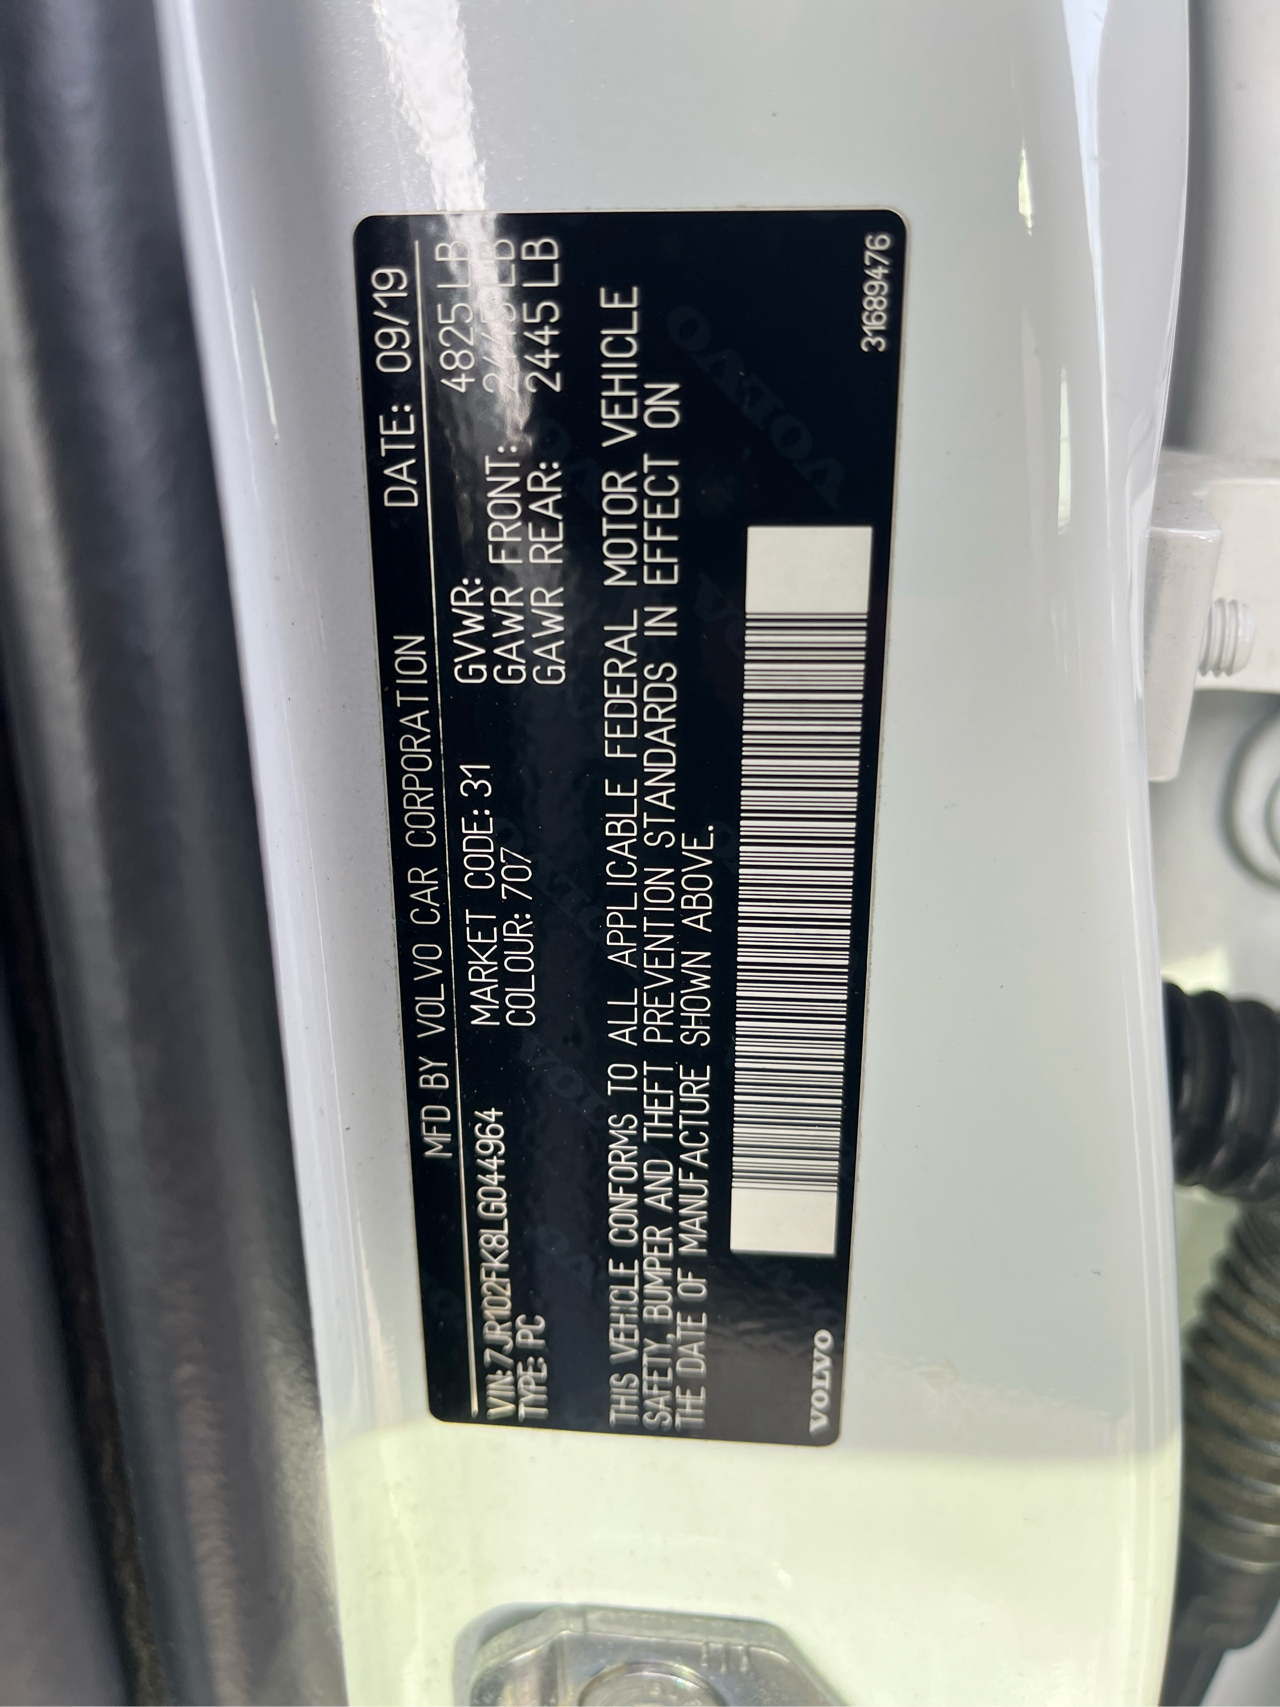 MFD BY VOLVO CAR CORPORATION DATE: 09/19
VIN: 7JR102FK8LG044964
TYPE: PC
MARKET CODE: 31
COLOUR: 707
GVWR: 4825 LB
GAWR FRONT: 2445 LB
GAWR REAR: 2445 LB
THIS VEHICLE CONFORMS TO ALL APPLICABLE FEDERAL MOTOR VEHICLE
SAFETY, BUMPER AND THEFT PREVENTION STANDARDS IN EFFECT ON
THE DATE OF MANUFACTURE SHOWN ABOVE.
VOLVO
31689476